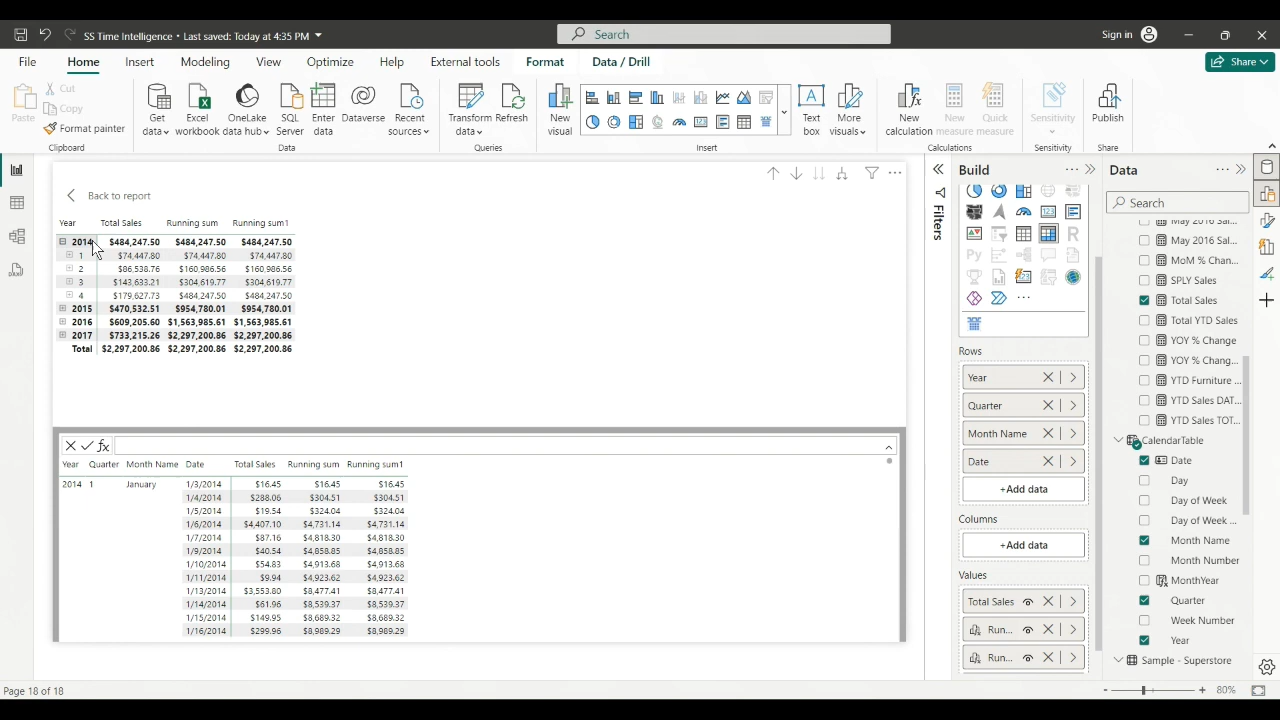 SS Time Intelligence • Last saved: Today at 4:35 PM
Search
Sign in
File Home Insert Modeling View Optimize Help External tools Format Data / Drill
Share
Paste
Cut
Copy
Format painter
Clipboard
Get data
Excel workbook
OneLake data hub
SQL Server
Enter data
Dataverse
Recent sources
Data
Transform data
Refresh
Queries
New visual
Text box
More visuals
Insert
New calculation
New measure
Quick measure
Calculations
Sensitivity
Sensitivity
Publish
Share
Back to report
Year Total Sales Running sum Running sum1
2014 $484,247.50 $484,247.50 $484,247.50
1 $74,447.80 $74,447.80 $74,447.80
2 $86,538.76 $160,986.56 $160,986.56
3 $143,633.21 $304,619.77 $304,619.77
4 $179,627.73 $484,247.50 $484,247.50
2015 $470,532.51 $954,780.01 $954,780.01
2016 $609,205.60 $1,563,985.61 $1,563,985.61
2017 $733,215.26 $2,297,200.86 $2,297,200.86
Total $2,297,200.86 $2,297,200.86 $2,297,200.86
fx
Year Quarter Month Name Date Total Sales Running sum Running sum1
2014 1 January 1/3/2014 $16.45 $16.45 $16.45
1/4/2014 $288.06 $304.51 $304.51
1/5/2014 $19.54 $324.04 $324.04
1/6/2014 $4,407.10 $4,731.14 $4,731.14
1/7/2014 $87.16 $4,818.30 $4,818.30
1/9/2014 $40.54 $4,858.85 $4,858.85
1/10/2014 $54.83 $4,913.68 $4,913.68
1/11/2014 $9.94 $4,923.62 $4,923.62
1/13/2014 $3,553.80 $8,477.41 $8,477.41
1/14/2014 $61.96 $8,539.37 $8,539.37
1/15/2014 $149.95 $8,689.32 $8,689.32
1/16/2014 $299.96 $8,989.29 $8,989.29
Filters
Build
R
Py
Rows
Year
Quarter
Month Name
Date
+Add data
Columns
+Add data
Values
Total Sales
Run...
Run...
Data
Search
May 2016 Sal...
May 2016 Sal...
MoM % Chan...
SPLY Sales
Total Sales
Total YTD Sales
YOY % Change
YOY % Chang...
YTD Furniture ...
YTD Sales DAT...
YTD Sales TOT...
CalendarTable
Date
Day
Day of Week
Day of Week ...
Month Name
Month Number
MonthYear
Quarter
Week Number
Year
Sample - Superstore
Page 18 of 18
- + 80%